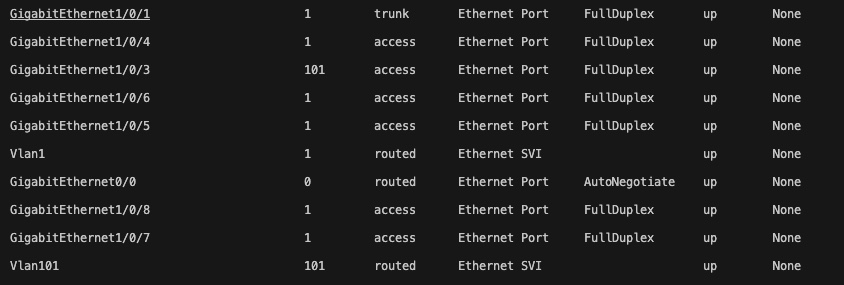 GigabitEthernet1/0/1 1 trunk Ethernet Port FullDuplex up None
GigabitEthernet1/0/4 1 access Ethernet Port FullDuplex up None
GigabitEthernet1/0/3 101 access Ethernet Port FullDuplex up None
GigabitEthernet1/0/6 1 access Ethernet Port FullDuplex up None
GigabitEthernet1/0/5 1 access Ethernet Port FullDuplex up None
Vlan1 1 routed Ethernet SVI up None
GigabitEthernet0/0 0 routed Ethernet Port AutoNegotiate up None
GigabitEthernet1/0/8 1 access Ethernet Port FullDuplex up None
GigabitEthernet1/0/7 1 access Ethernet Port FullDuplex up None
Vlan101 101 routed Ethernet SVI up None